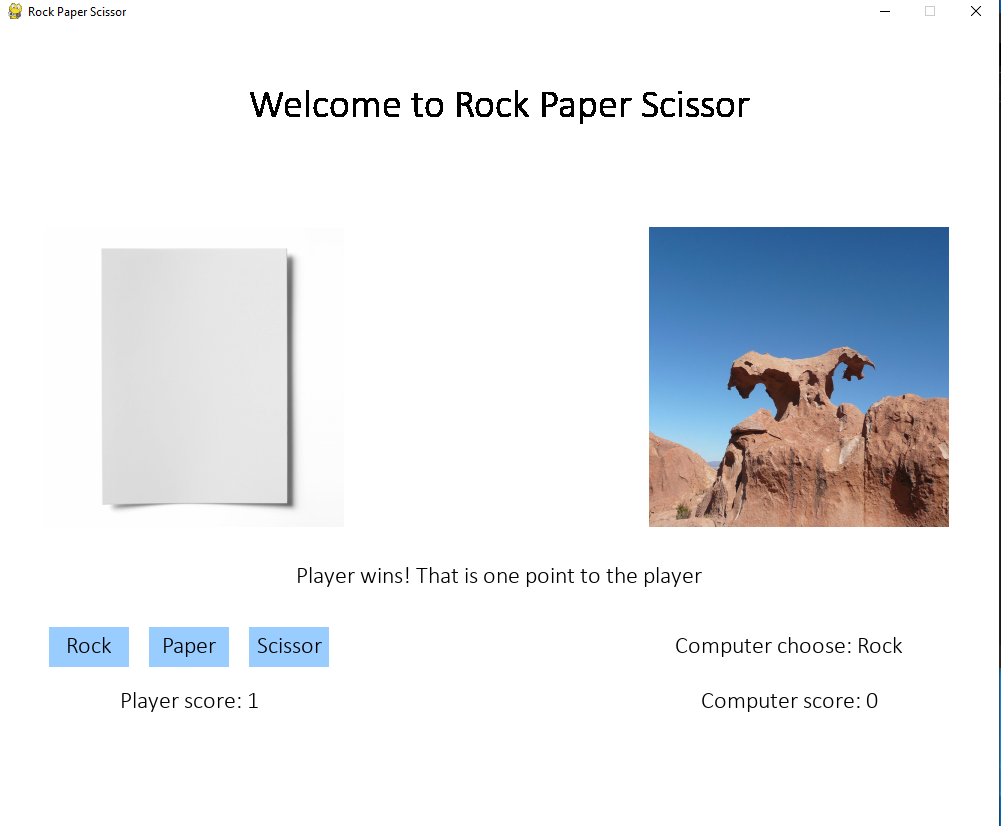 Rock Paper Scissor
Welcome to Rock Paper Scissor
Player wins! That is one point to the player
Rock Paper Scissor
Computer choose: Rock
Player score: 1
Computer score: 0